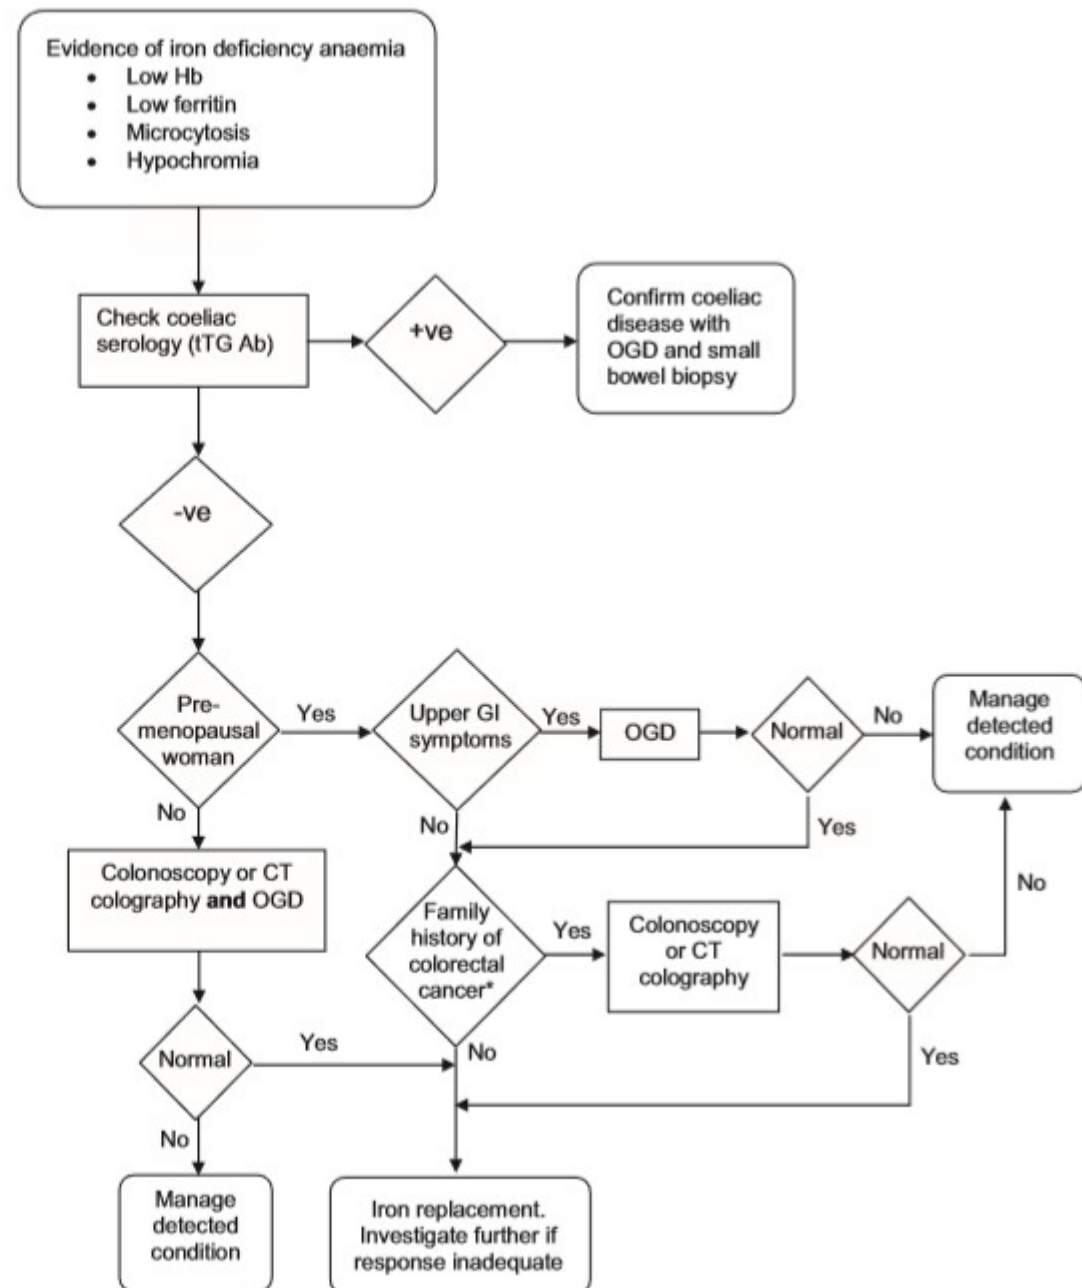 Evidence of iron deficiency anaemia
• Low Hb
• Low ferritin
• Microcytosis
• Hypochromia
Check coeliac
serology (tTG Ab)
+ve
Confirm coeliac
disease with
OGD and small
bowel biopsy
-ve
Pre-
menopausal
woman
Yes
Upper GI
symptoms
Yes
OGD
Normal
No
Manage
detected
condition
No
No
Yes
Colonoscopy or CT
colography and OGD
Family
history of
colorectal
cancer*
Yes
Colonoscopy
or CT
colography
Normal
No
Normal
Yes
No
Yes
No
Manage
detected
condition
Iron replacement.
Investigate further if
response inadequate